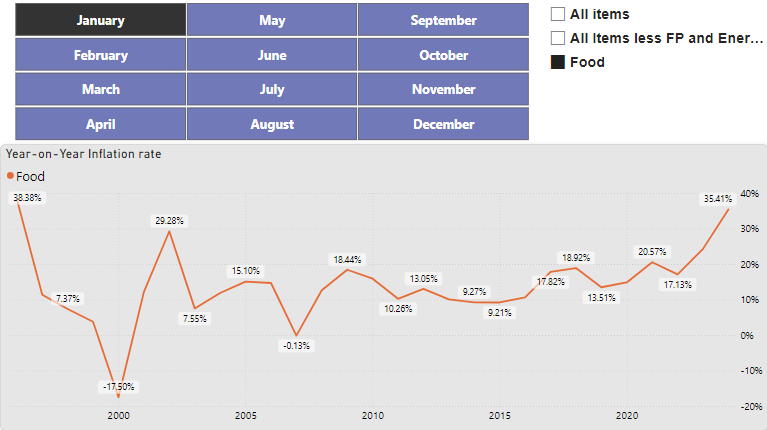 January May September
February June October
March July November
April August December
All items
All Items less FP and Ener...
Food
Year-on-Year Inflation rate
Food
38.38%
7.37%
-17.50%
29.28%
7.55%
15.10%
-0.13%
18.44%
10.26%
13.05%
9.27%
9.21%
17.82%
18.92%
13.51%
20.57%
17.13%
35.41%
40%
30%
20%
10%
0%
-10%
-20%
2000 2005 2010 2015 2020